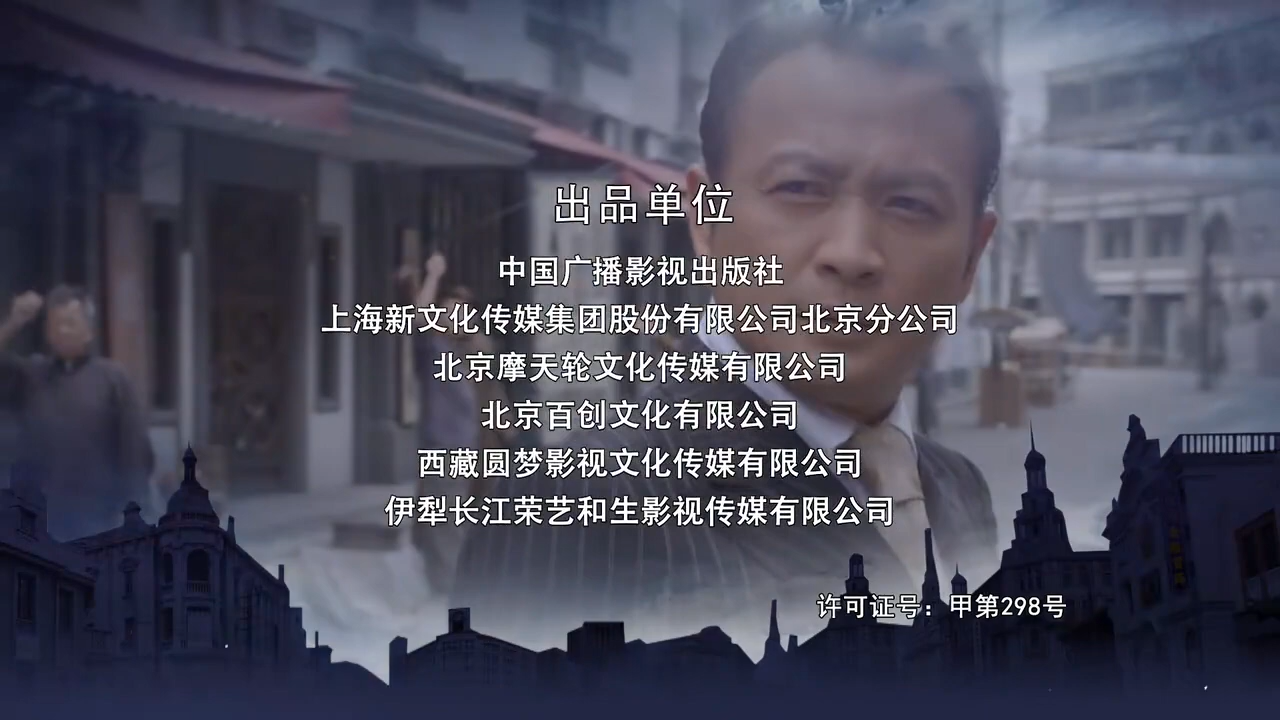 出品单位
中国广播影视出版社
上海新文化传媒集团股份有限公司北京分公司
北京摩天轮文化传媒有限公司
北京百创文化有限公司
西藏圆梦影视文化传媒有限公司
伊犁长江荣艺和生影视传媒有限公司
许可证号：甲第298号